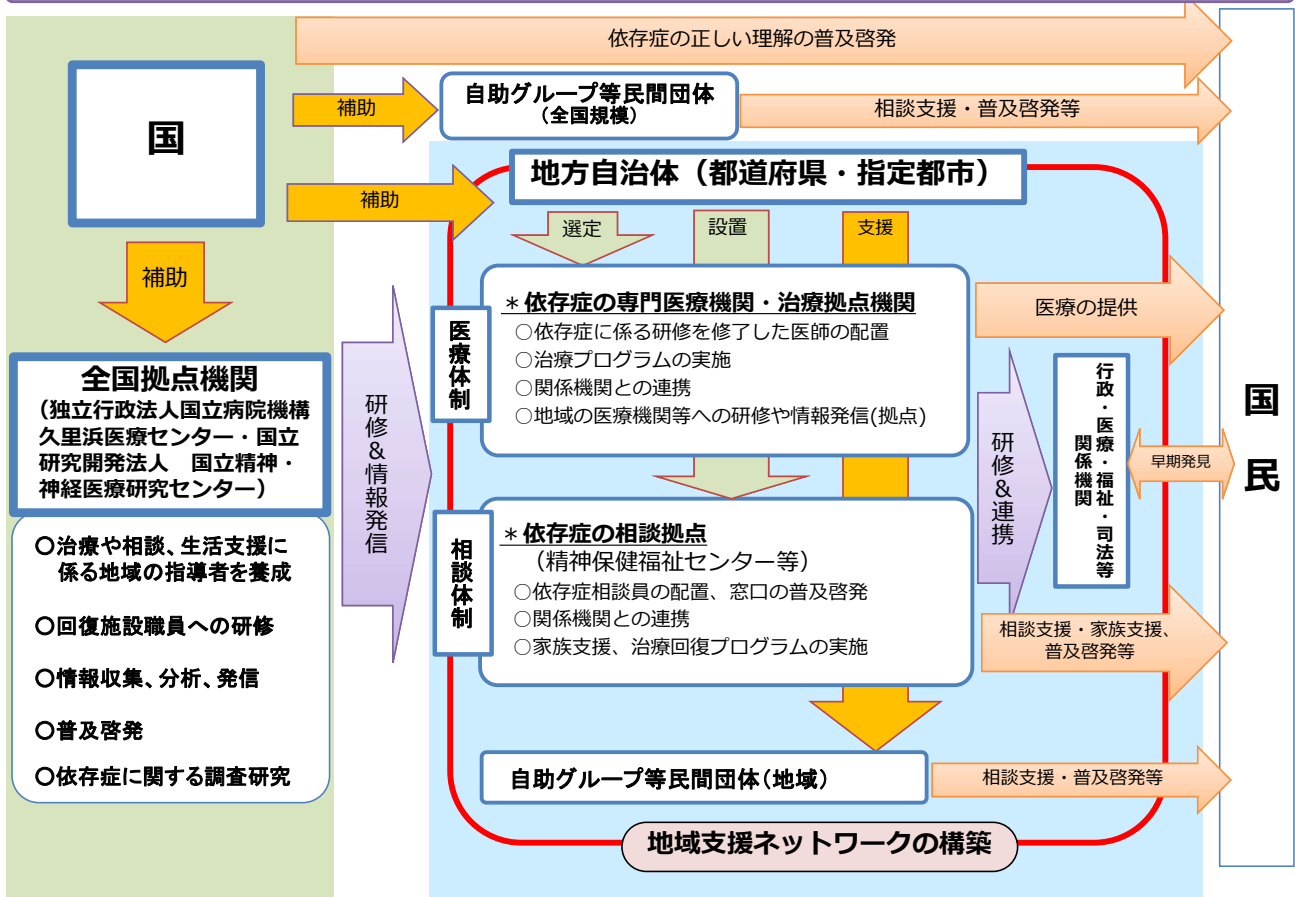 依存症の正しい理解の普及啓発
国
補助
自助グループ等民間団体
（全国規模）
相談支援・普及啓発等
補助
地方自治体（都道府県・指定都市）
選定
設置
支援
補助
全国拠点機関
（独立行政法人国立病院機構
久里浜医療センター・国立
研究開発法人　国立精神・
神経医療研究センター）
○治療や相談、生活支援に
係る地域の指導者を養成
○回復施設職員への研修
○情報収集、分析、発信
○普及啓発
○依存症に関する調査研究
研修&情報発信
医療体制
＊依存症の専門医療機関・治療拠点機関
○依存症に係る研修を修了した医師の配置
○治療プログラムの実施
○関係機関との連携
○地域の医療機関等への研修や情報発信(拠点)
医療の提供
相談体制
＊依存症の相談拠点
（精神保健福祉センター等）
○依存症相談員の配置、窓口の普及啓発
○関係機関との連携
○家族支援、治療回復プログラムの実施
研修&連携
行政・医療・福祉・司法等
関係機関
早期発見
相談支援・家族支援、
普及啓発等
自助グループ等民間団体（地域）
相談支援・普及啓発等
地域支援ネットワークの構築
国民